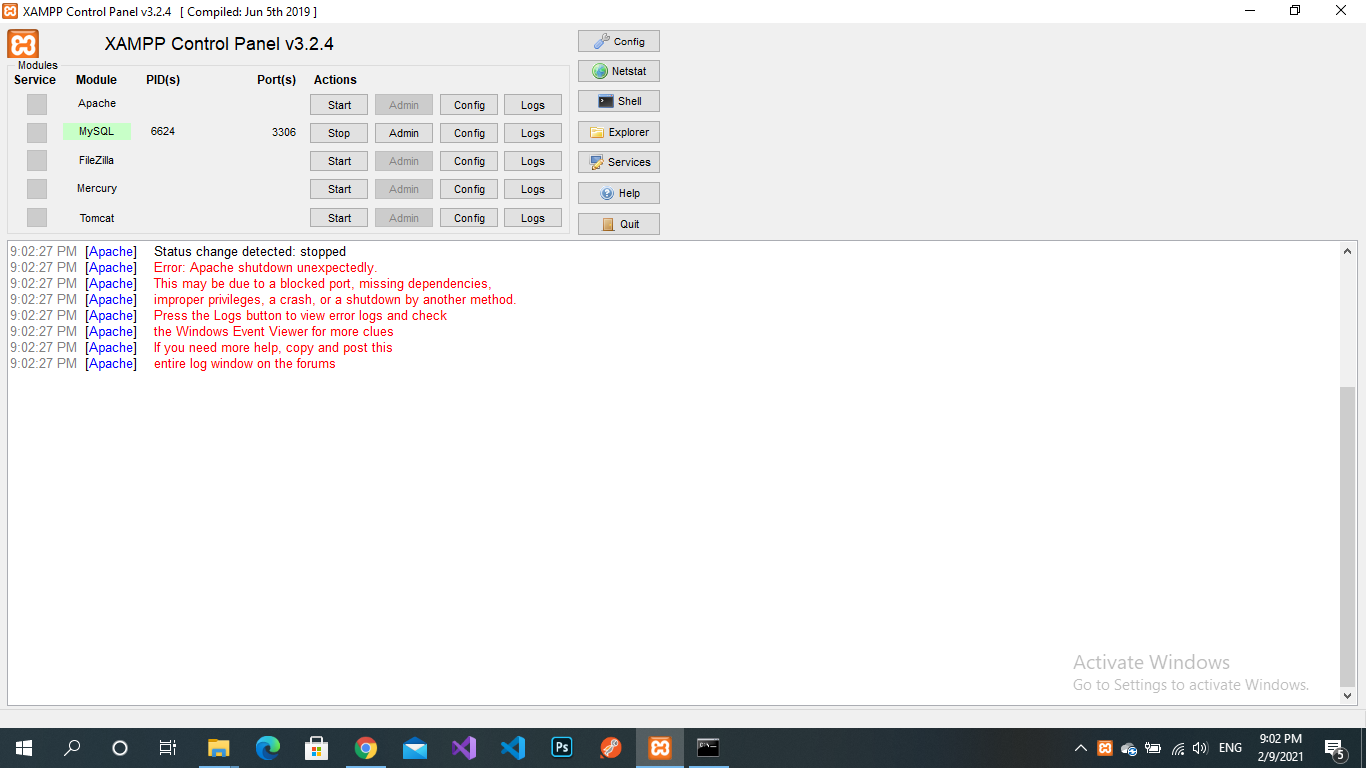 XAMPP Control Panel v3.2.4 [ Compiled: Jun 5th 2019 ]
XAMPP Control Panel v3.2.4
Config
Modules
Service Module PID(s) Port(s) Actions
Netstat
Apache Start Admin Config Logs
Shell
MySQL 6624 3306 Stop Admin Config Logs
Explorer
FileZilla Start Admin Config Logs
Services
Mercury Start Admin Config Logs
Help
Tomcat Start Admin Config Logs
Quit
9:02:27 PM [Apache] Status change detected: stopped
9:02:27 PM [Apache] Error: Apache shutdown unexpectedly.
9:02:27 PM [Apache] This may be due to a blocked port, missing dependencies,
9:02:27 PM [Apache] improper privileges, a crash, or a shutdown by another method.
9:02:27 PM [Apache] Press the Logs button to view error logs and check
9:02:27 PM [Apache] the Windows Event Viewer for more clues
9:02:27 PM [Apache] If you need more help, copy and post this
9:02:27 PM [Apache] entire log window on the forums
Activate Windows
Go to Settings to activate Windows.
Ps
ENG
9:02 PM
2/9/2021
5